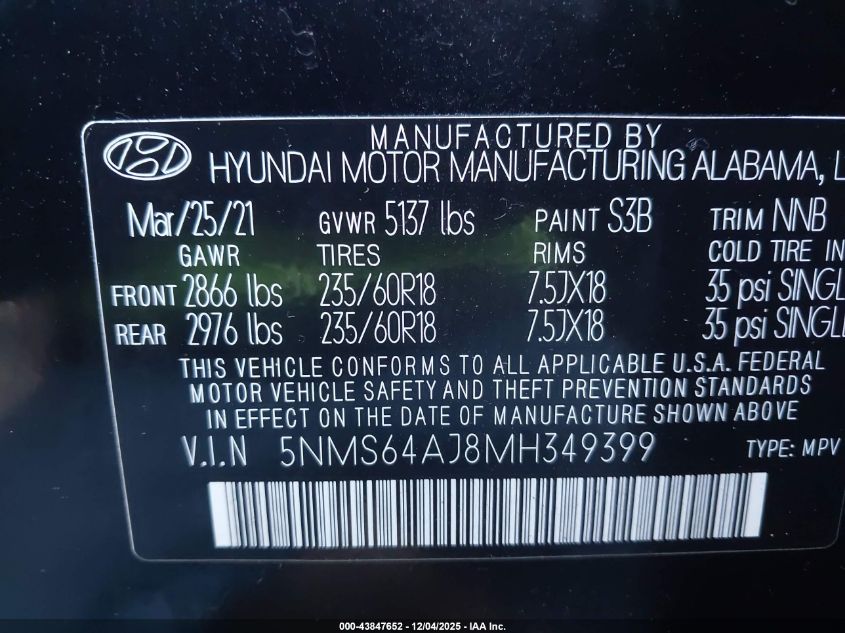 MANUFACTURED BY
HYUNDAI MOTOR MANUFACTURING ALABAMA, L
Mar/25/21 GVWR 5137 lbs PAINT S3B TRIM NNB
GAWR TIRES RIMS COLD TIRE IN
FRONT 2866 lbs 235/60R18 7.5JX18 35 psi SINGL
REAR 2976 lbs 235/60R18 7.5JX18 35 psi SINGL
THIS VEHICLE CONFORMS TO ALL APPLICABLE U.S.A. FEDERAL
MOTOR VEHICLE SAFETY AND THEFT PREVENTION STANDARDS
IN EFFECT ON THE DATE OF MANUFACTURE SHOWN ABOVE
V.I.N 5NMS64AJ8MH349399 TYPE: MPV
000-43847652 - 12/04/2025 - IAA Inc.